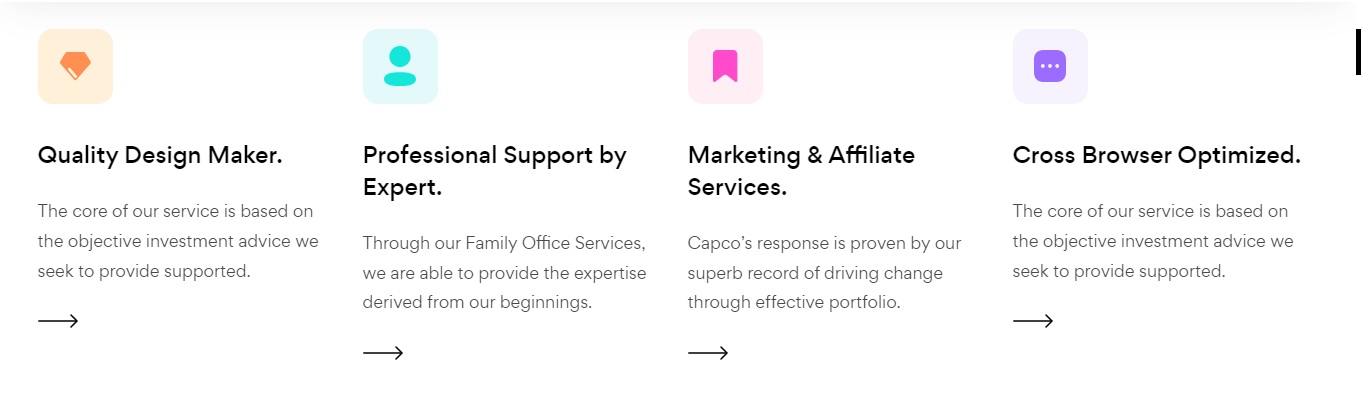 Quality Design Maker.
The core of our service is based on
the objective investment advice we
seek to provide supported.
Professional Support by
Expert.
Through our Family Office Services,
we are able to provide the expertise
derived from our beginnings.
Marketing & Affiliate
Services.
Capco’s response is proven by our
superb record of driving change
through effective portfolio.
Cross Browser Optimized.
The core of our service is based on
the objective investment advice we
seek to provide supported.